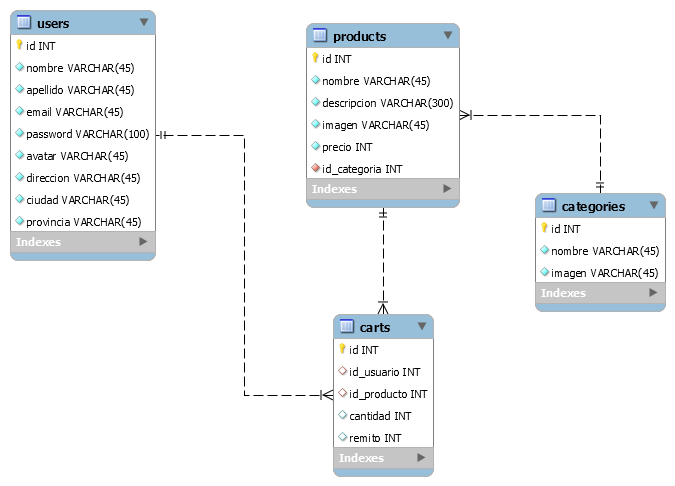 users
id INT
nombre VARCHAR(45)
apellido VARCHAR(45)
email VARCHAR(45)
password VARCHAR(100)
avatar VARCHAR(45)
direccion VARCHAR(45)
ciudad VARCHAR(45)
provincia VARCHAR(45)
Indexes
products
id INT
nombre VARCHAR(45)
descripcion VARCHAR(300)
imagen VARCHAR(45)
precio INT
id_categoria INT
Indexes
categories
id INT
nombre VARCHAR(45)
imagen VARCHAR(45)
Indexes
carts
id INT
id_usuario INT
id_producto INT
cantidad INT
remito INT
Indexes